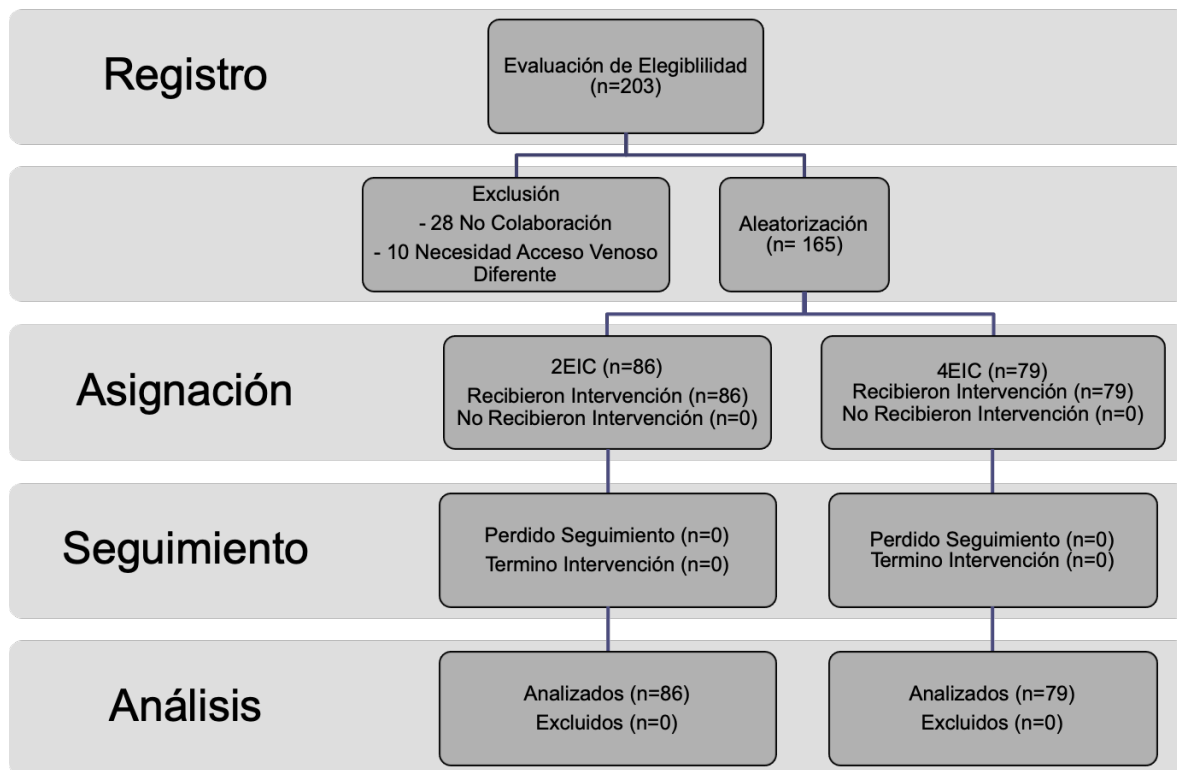 Registro
Evaluación de Elegiblilidad
(n=203)
Exclusión
- 28 No Colaboración
- 10 Necesidad Acceso Venoso
Diferente
Aleatorización
(n= 165)
Asignación
2EIC (n=86)
Recibieron Intervención (n=86)
No Recibieron Intervención (n=0)
4EIC (n=79)
Recibieron Intervención (n=79)
No Recibieron Intervención (n=0)
Seguimiento
Perdido Seguimiento (n=0)
Termino Intervención (n=0)
Perdido Seguimiento (n=0)
Termino Intervención (n=0)
Análisis
Analizados (n=86)
Excluidos (n=0)
Analizados (n=79)
Excluidos (n=0)